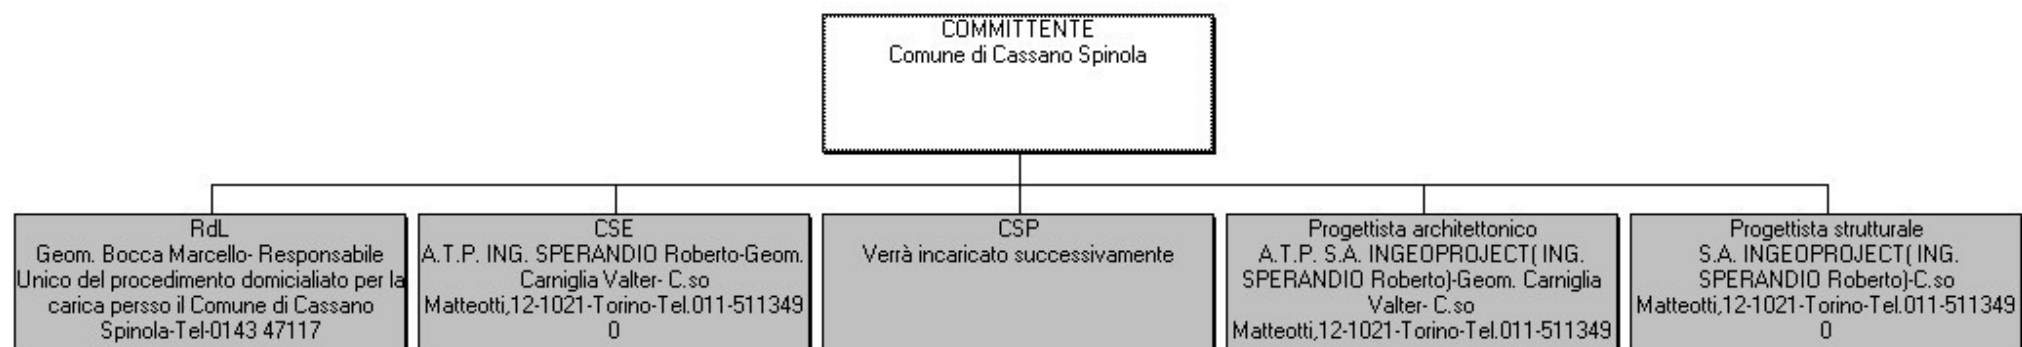 COMMITTENTE
Comune di Cassano Spinola
RdL
Geom. Bocca Marcello- Responsabile
Unico del procedimento domicialiato per la
carica persso il Comune di Cassano
Spinola-Tel-0143 47117
CSE
A.T.P. ING. SPERANDIO Roberto-Geom.
Carniglia Valter- C.so
Matteotti,12-1021-Torino-Tel.011-511349
0
CSP
Verrà incaricato successivamente
Progettista architettonico
A.T.P. S.A. INGEOPROJECT( ING.
SPERANDIO Roberto)-Geom. Carniglia
Valter- C.so
Matteotti,12-1021-Torino-Tel.011-511349
Progettista strutturale
S.A. INGEOPROJECT( ING.
SPERANDIO Roberto)-C.so
Matteotti,12-1021-Torino-Tel.011-511349
0